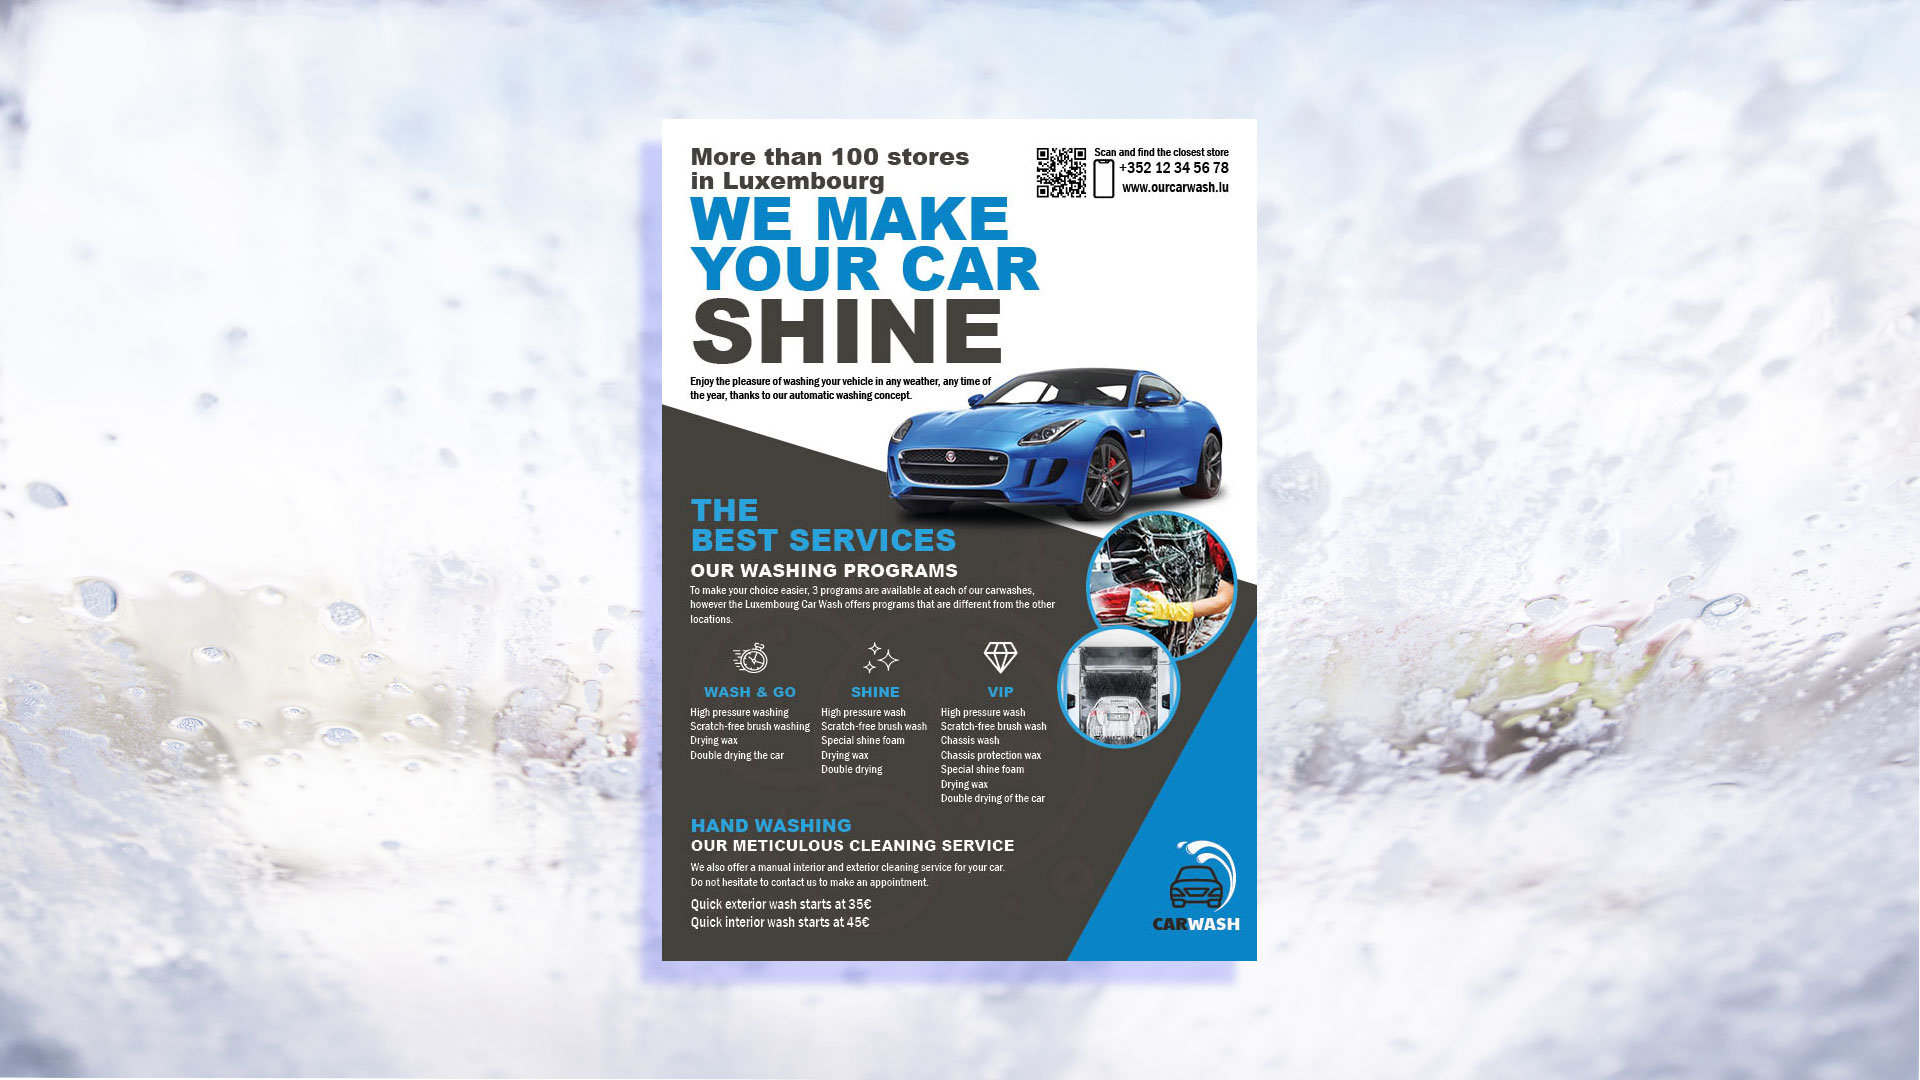 More than 100 stores
in Luxembourg
WE MAKE
YOUR CAR
SHINE
Enjoy the pleasure of washing your vehicle in any weather, any time of
the year, thanks to our automatic washing concept.
Scan and find the closest store
+352 12 34 56 78
www.ourcarwash.lu
THE
BEST SERVICES
OUR WASHING PROGRAMS
To make your choice easier, 3 programs are available at each of our carwashes,
however the Luxembourg Car Wash offers programs that are different from the other
locations.
WASH & GO
High pressure washing
Scratch-free brush washing
Drying wax
Double drying the car
SHINE
High pressure wash
Scratch-free brush wash
Special shine foam
Drying wax
Double drying
VIP
High pressure wash
Scratch-free brush wash
Chassis wash
Chassis protection wax
Special shine foam
Drying wax
Double drying of the car
HAND WASHING
OUR METICULOUS CLEANING SERVICE
We also offer a manual interior and exterior cleaning service for your car.
Do not hesitate to contact us to make an appointment.
Quick exterior wash starts at 35€
Quick interior wash starts at 45€
CARWASH